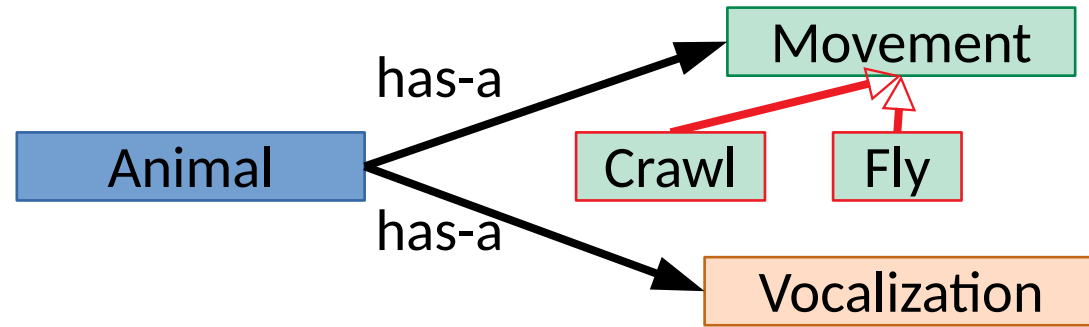 Movement
has-a
Animal
Crawl
Fly
has-a
Vocalization